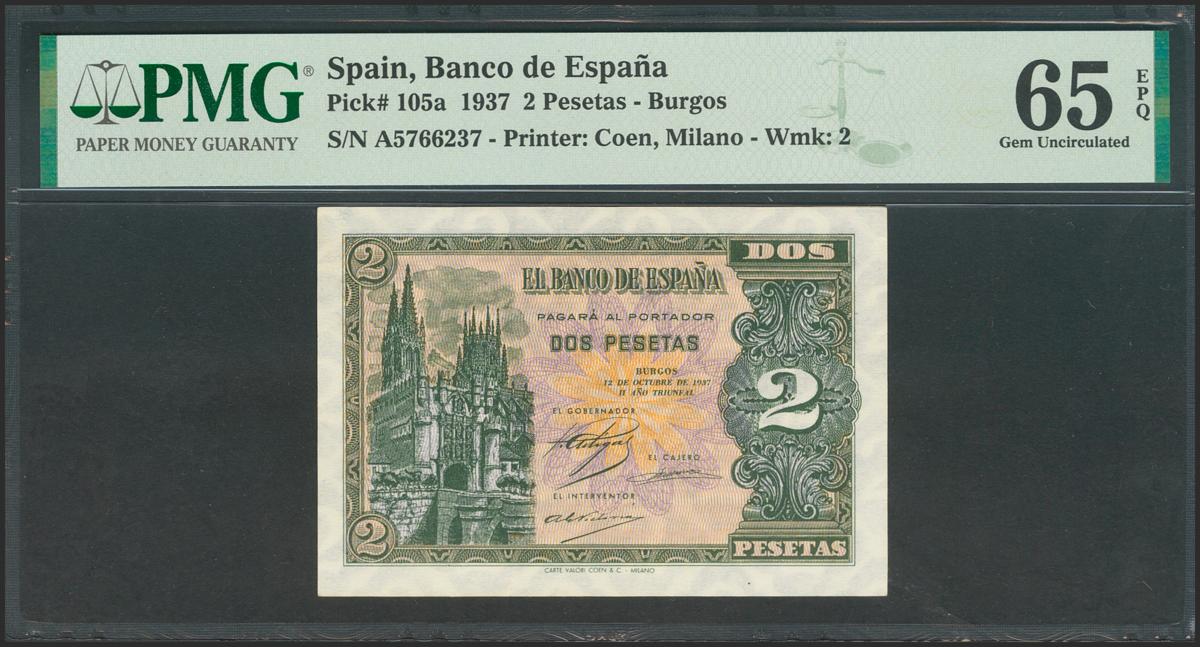 PMG®
PAPER MONEY GUARANTY
Spain, Banco de España
Pick# 105a 1937 2 Pesetas - Burgos
S/N A5766237 - Printer: Coen, Milano - Wmk: 2
65
EPQ
Gem Uncirculated
2
DOS
EL BANCO DE ESPAÑA
PAGARÁ AL PORTADOR
DOS PESETAS
BURGOS
12 DE OCTUBRE DE 1937
II AÑO TRIUNFAL
2
EL GOBERNADOR
EL CAJERO
EL INTERVENTOR
2
PESETAS
CARTE VALORI COEN & C. - MILANO